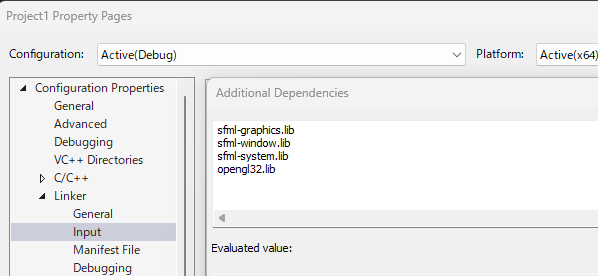 Project1 Property Pages
Configuration: Active(Debug) Platform: Active(x64)
Configuration Properties
General
Advanced
Debugging
VC++ Directories
C/C++
Linker
General
Input
Manifest File
Debugging
Additional Dependencies
sfml-graphics.lib
sfml-window.lib
sfml-system.lib
opengl32.lib
Evaluated value: